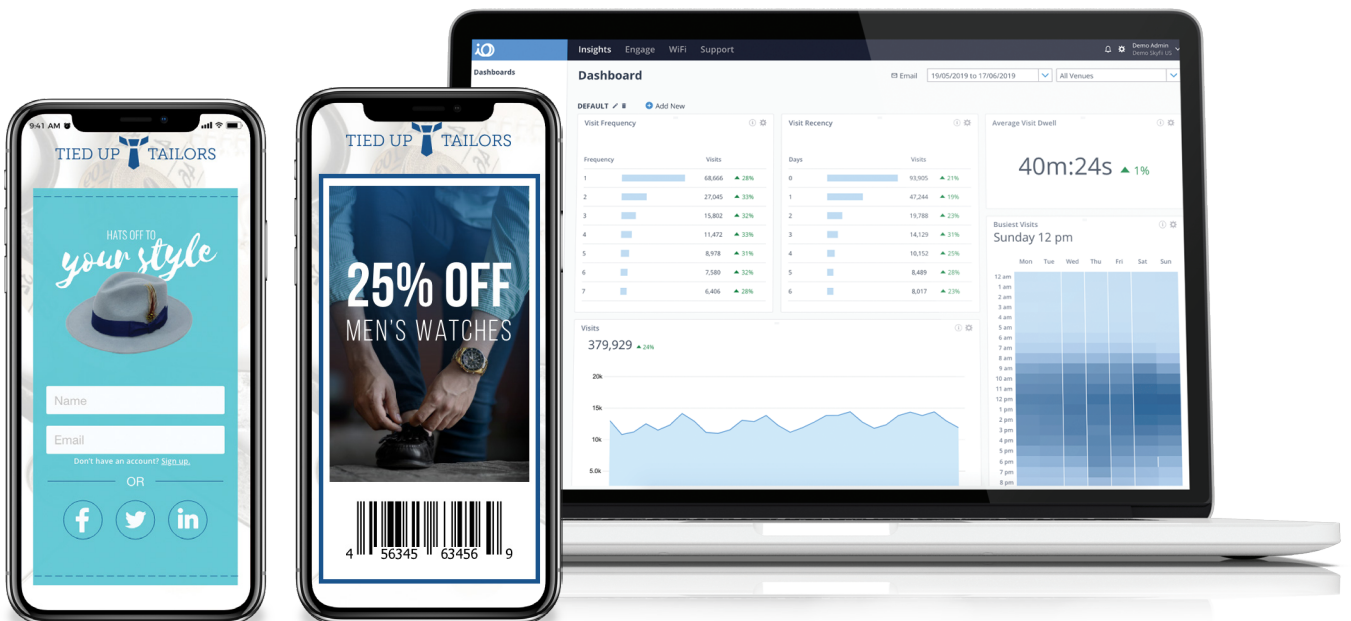 9:41 AM
TIED UP TAILORS
HATS OFF TO
your style
Name
Email
Don't have an account? Sign up.
OR
f
in
TIED UP TAILORS
25% OFF
MEN'S WATCHES
4 56345 63456 9
iO
Insights Engage WiFi Support
Demo Admin
Demo SkyFii US
Dashboards
Dashboard
Email
19/05/2019 to 17/06/2019
All Venues
DEFAULT
Add New
Visit Frequency
Frequency Visits
1 68,666 28%
2 27,045 33%
3 15,802 32%
4 11,472 33%
5 8,978 31%
6 7,580 32%
7 6,406 28%
Visit Recency
Days Visits
0 93,905 21%
1 47,244 19%
2 19,788 23%
3 14,129 31%
4 10,152 25%
5 8,489 28%
6 8,017 23%
Average Visit Dwell
40m:24s 1%
Busiest Visits
Sunday 12 pm
Mon Tue Wed Thu Fri Sat Sun
12 am
1 am
2 am
3 am
4 am
5 am
6 am
7 am
8 am
9 am
10 am
11 am
12 pm
1 pm
2 pm
3 pm
4 pm
5 pm
6 pm
7 pm
8 pm
Visits
379,929 24%
20k
15k
10k
5.0k